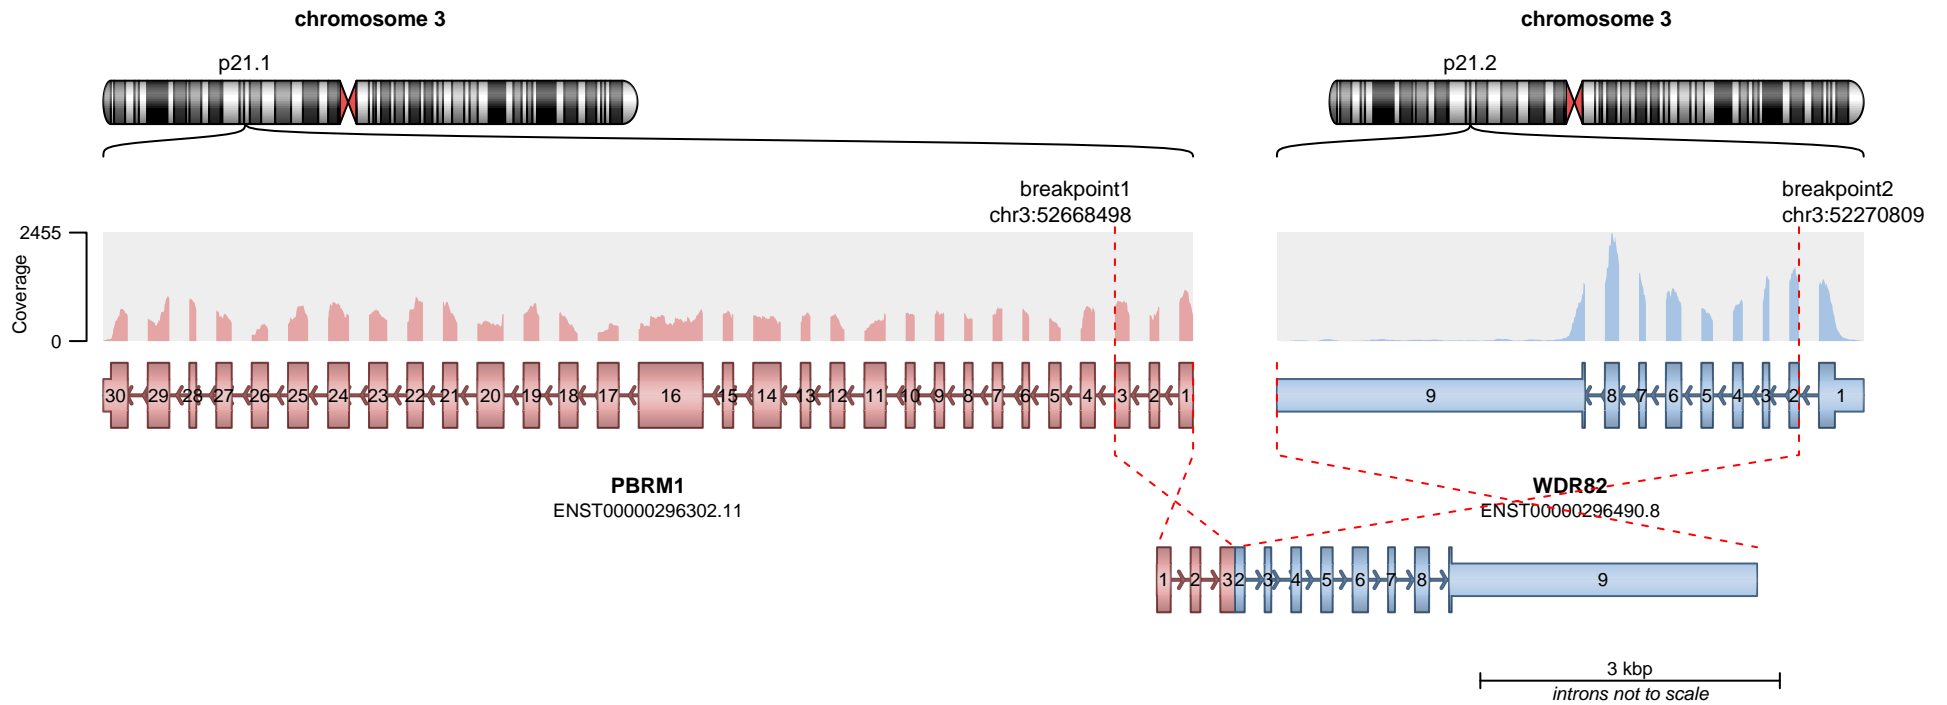 chromosome 3
chromosome 3
p21.1
p21.2
breakpoint1
chr3:52668498
breakpoint2
chr3:52270809
2455
Coverage
0
30 29 28 27 26 25 24 23 22 21 20 19 18 17 16 15 14 13 12 11 10 9 8 7 6 5 4 3 2 1
9 8 7 6 5 4 3 2 1
PBRM1
ENST00000296302.11
WDR82
ENST00000296490.8
1 2 3 2 3 4 5 6 7 8 9
3 kbp
introns not to scale